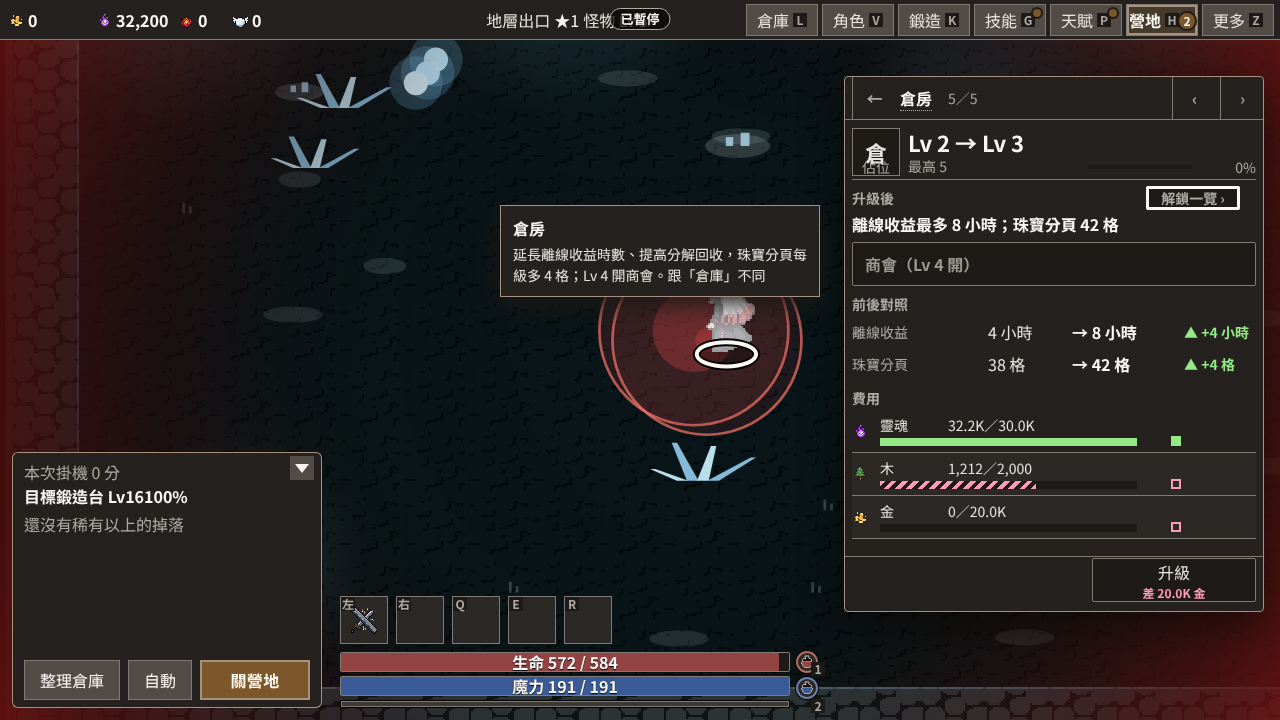 0
32,200
0
0
地層出口 ★1 怪物
已暫停
倉庫 L
角色 V
鍛造 K
技能 G
天賦 P
營地 H 2
更多 Z
← 倉房 5／5 ‹ ›
倉
佔位
Lv 2 → Lv 3
最高 5
0%
升級後
解鎖一覽 ›
離線收益最多 8 小時；珠寶分頁 42 格
商會（Lv 4 開）
前後對照
離線收益 4 小時 → 8 小時 ▲ +4 小時
珠寶分頁 38 格 → 42 格 ▲ +4 格
費用
靈魂 32.2K／30.0K
木 1,212／2,000
金 0／20.0K
升級
差 20.0K 金
倉房
延長離線收益時數、提高分解回收，珠寶分頁每
級多 4 格；Lv 4 開商會。跟「倉庫」不同
本次掛機 0 分
目標鍛造台 Lv16100%
還沒有稀有以上的掉落
整理倉庫
自動
關營地
左
右
Q
E
R
生命 572 / 584
1
魔力 191 / 191
2